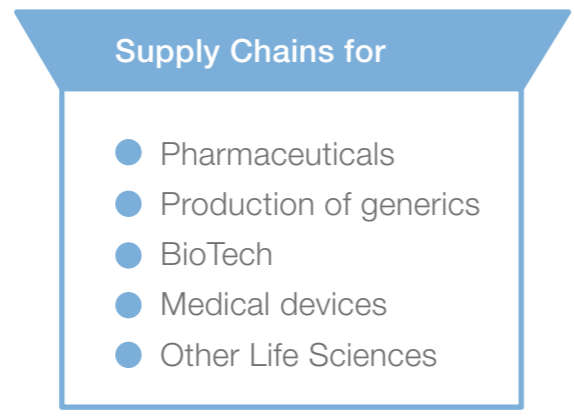 Supply Chains for
Pharmaceuticals
Production of generics
BioTech
Medical devices
Other Life Sciences